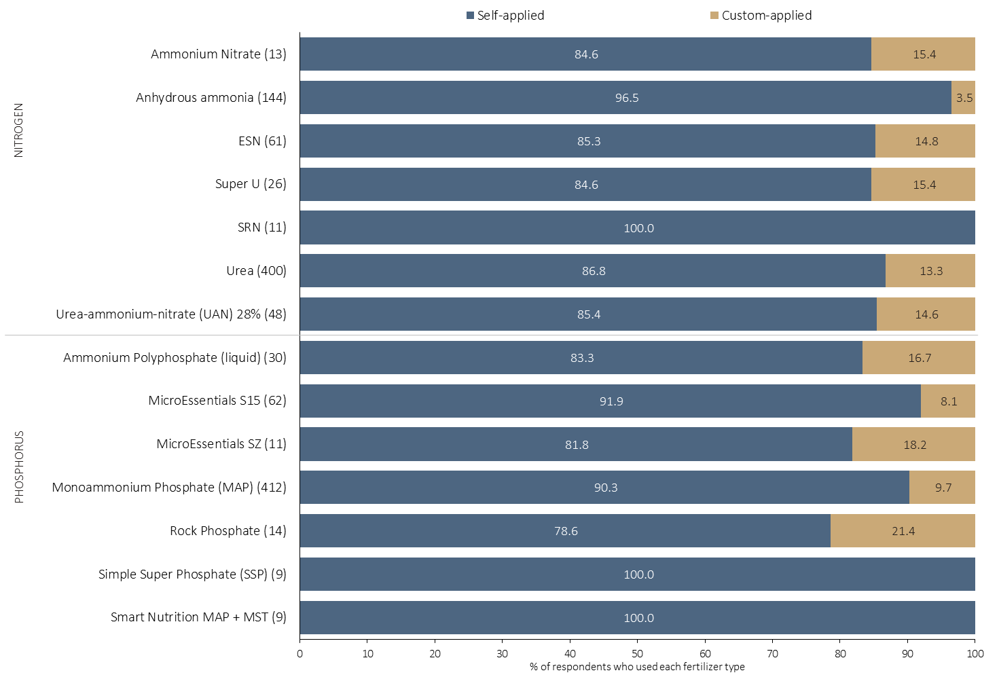 Self-applied Custom-applied
NITROGEN
Ammonium Nitrate (13) 84.6 15.4
Anhydrous ammonia (144) 96.5 3.5
ESN (61) 85.3 14.8
Super U (26) 84.6 15.4
SRN (11) 100.0
Urea (400) 86.8 13.3
Urea-ammonium-nitrate (UAN) 28% (48) 85.4 14.6
PHOSPHORUS
Ammonium Polyphosphate (liquid) (30) 83.3 16.7
MicroEssentials S15 (62) 91.9 8.1
MicroEssentials SZ (11) 81.8 18.2
Monoammonium Phosphate (MAP) (412) 90.3 9.7
Rock Phosphate (14) 78.6 21.4
Simple Super Phosphate (SSP) (9) 100.0
Smart Nutrition MAP + MST (9) 100.0
0 10 20 30 40 50 60 70 80 90 100
% of respondents who used each fertilizer type